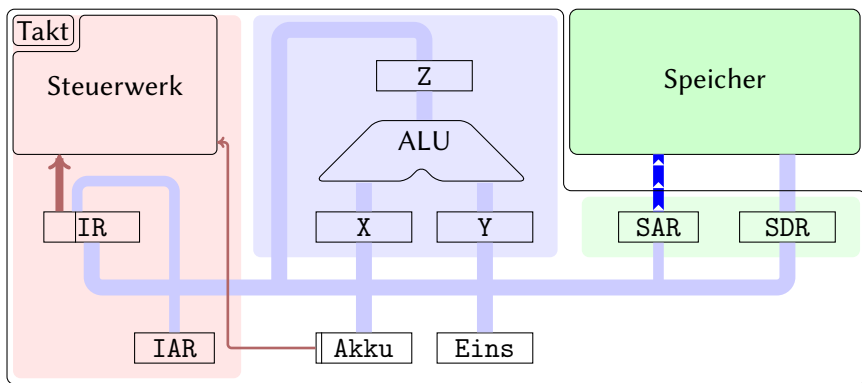 Takt
Steuerwerk
Speicher
Z
ALU
IR
X
Y
SAR
SDR
IAR
Akku
Eins